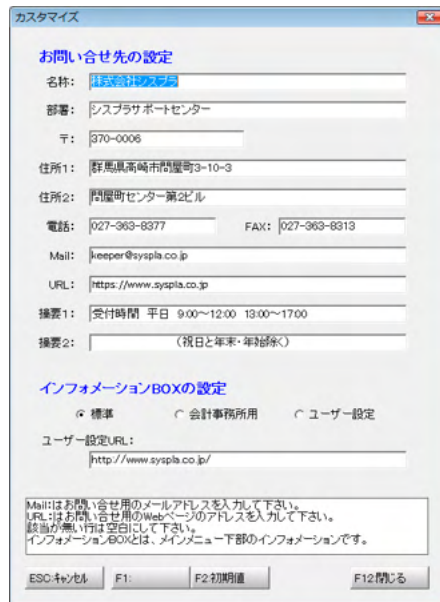 カスタマイズ
お問い合せ先の設定
名称: 株式会社シスプラ
部署: シスプラサポートセンター
〒: 370-0006
住所1: 群馬県高崎市問屋町3-10-3
住所2: 問屋町センター第2ビル
電話: 027-363-8377 FAX: 027-363-8313
Mail: keeper@syspla.co.jp
URL: https://www.syspla.co.jp
摘要1: 受付時間 平日 9:00~12:00 13:00~17:00
摘要2: (祝日と年末・年始除く)
インフォメーションBOXの設定
標準 会計事務所用 ユーザー設定
ユーザー設定URL:
http://www.syspla.co.jp/
Mail:はお問い合せ用のメールアドレスを入力して下さい。
URL:はお問い合せ用のWebページのアドレスを入力して下さい。
該当が無い行は空白にして下さい。
インフォメーションBOXとは、メインメニュー下部のインフォメーションです。
ESC:キャンセル F1: F2:初期値 F12:閉じる